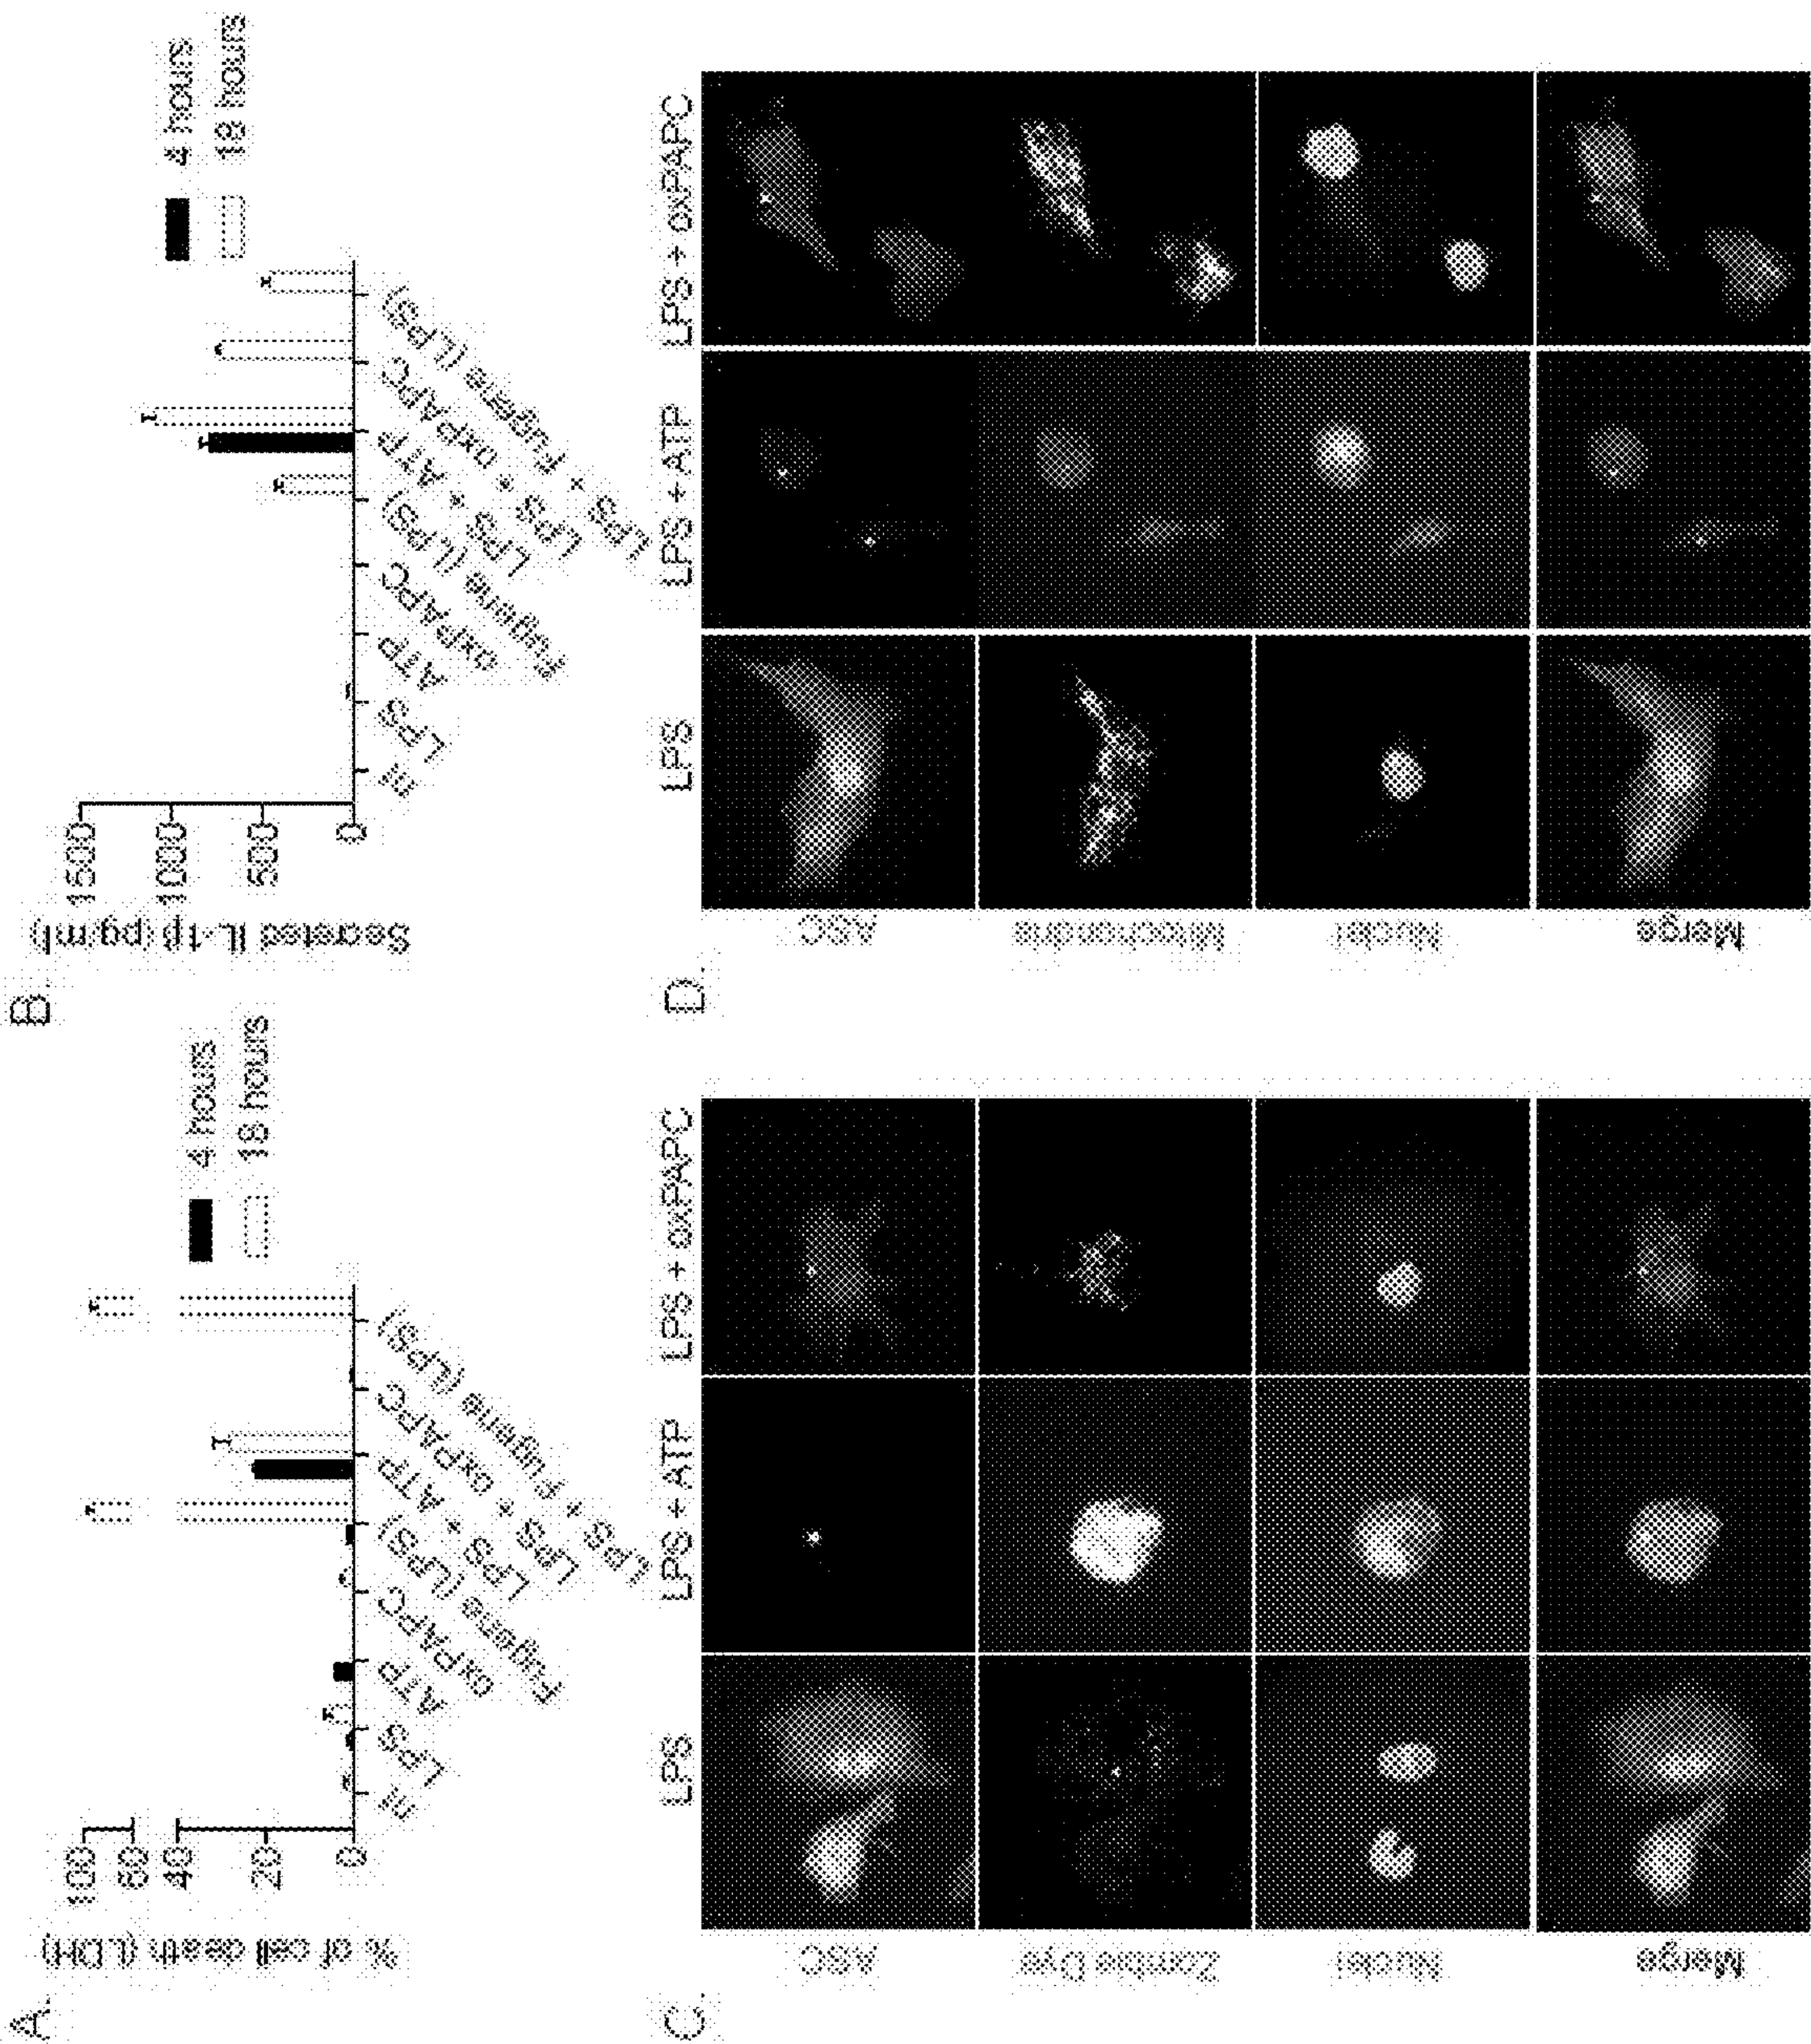 A.
% of cell death (LDH)
100
60
40
20
0
4 hours
18 hours
ni
LPS
ATP
oxPAPC
Fugene (LPS)
LPS + ATP
LPS + oxPAPC
LPS + Fugene (LPS)
B.
Secreted IL-1β (pg/ml)
1500
1000
500
0
4 hours
18 hours
ni
LPS
ATP
oxPAPC
Fugene (LPS)
LPS + ATP
LPS + oxPAPC
LPS + Fugene (LPS)
C.
LPS
LPS + ATP
LPS + oxPAPC
ASC
Zombie Dye
Nuclei
Merge
D.
LPS
LPS + ATP
LPS + oxPAPC
ASC
Mitochondria
Nuclei
Merge